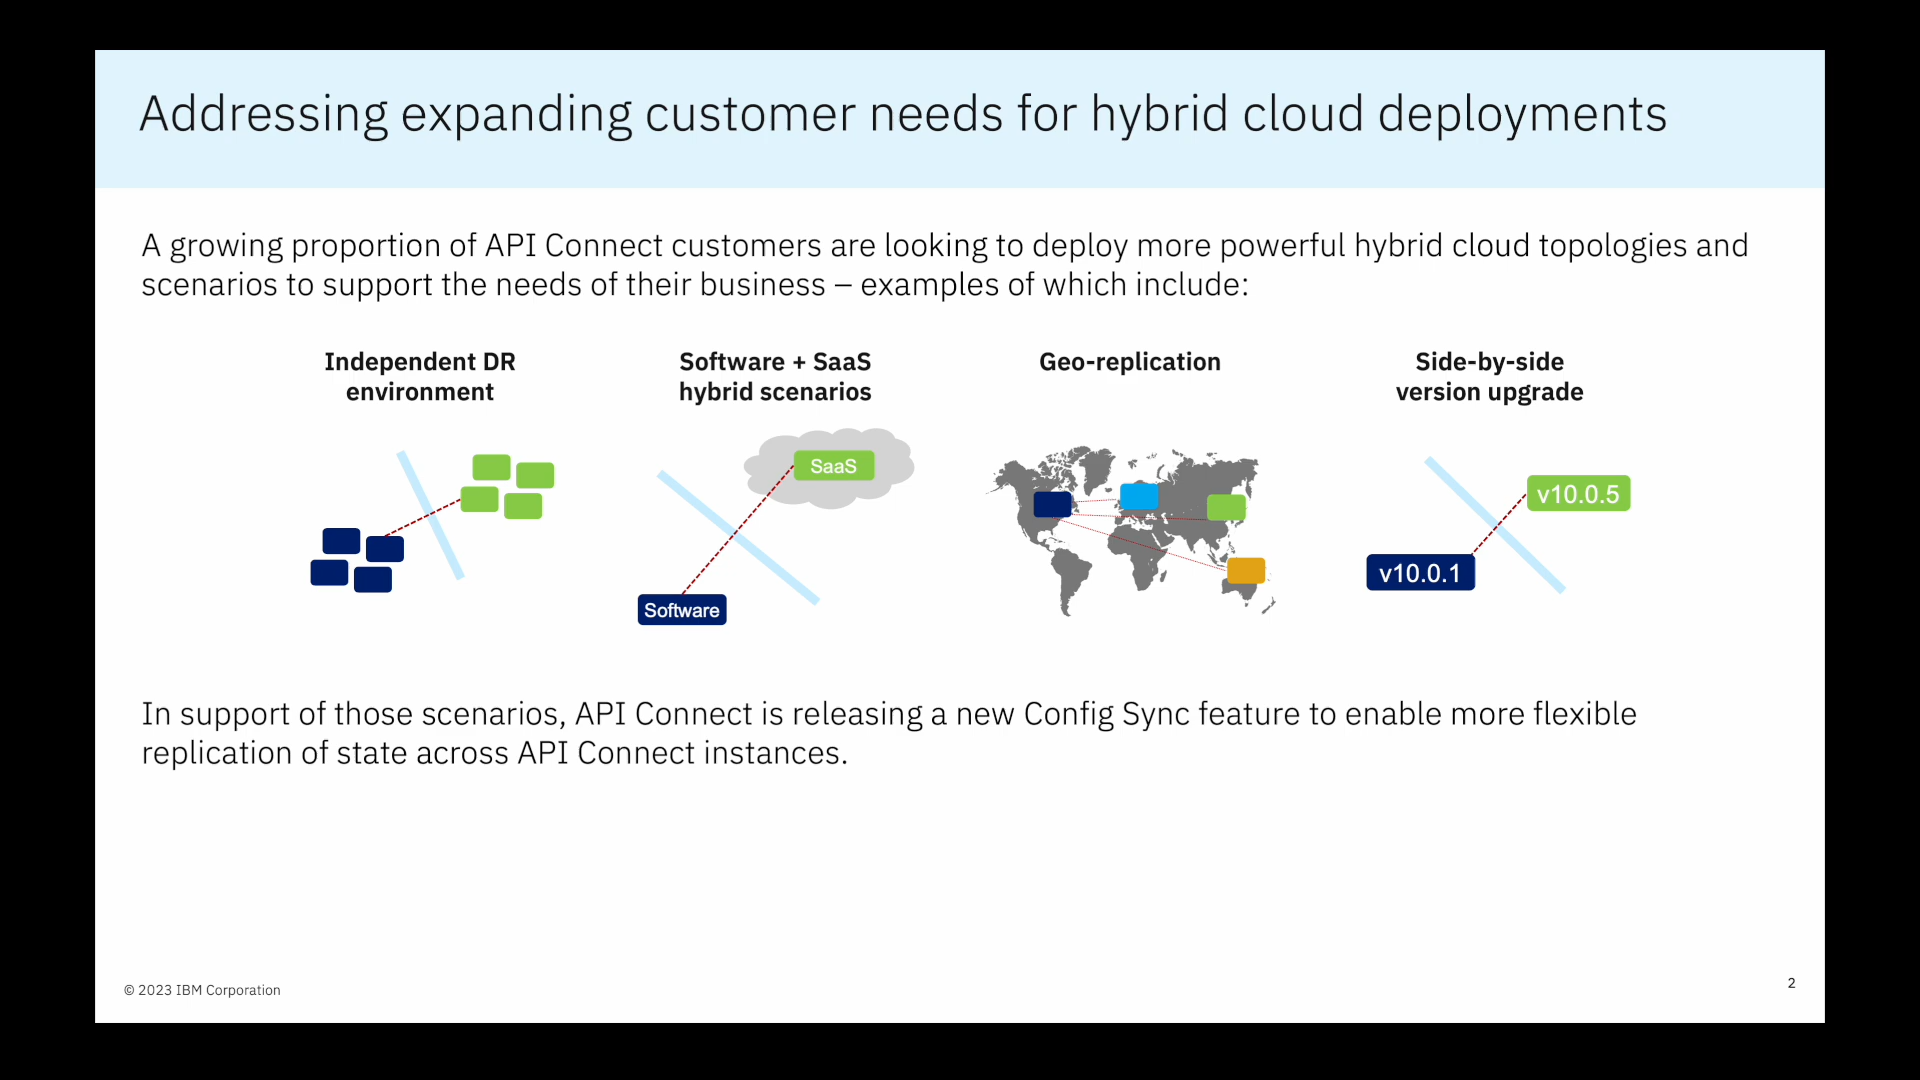 Addressing expanding customer needs for hybrid cloud deployments
A growing proportion of API Connect customers are looking to deploy more powerful hybrid cloud topologies and
scenarios to support the needs of their business – examples of which include:
Independent DR
environment
Software + SaaS
hybrid scenarios
SaaS
Software
Geo-replication
Side-by-side
version upgrade
v10.0.5
v10.0.1
In support of those scenarios, API Connect is releasing a new Config Sync feature to enable more flexible
replication of state across API Connect instances.
© 2023 IBM Corporation
2